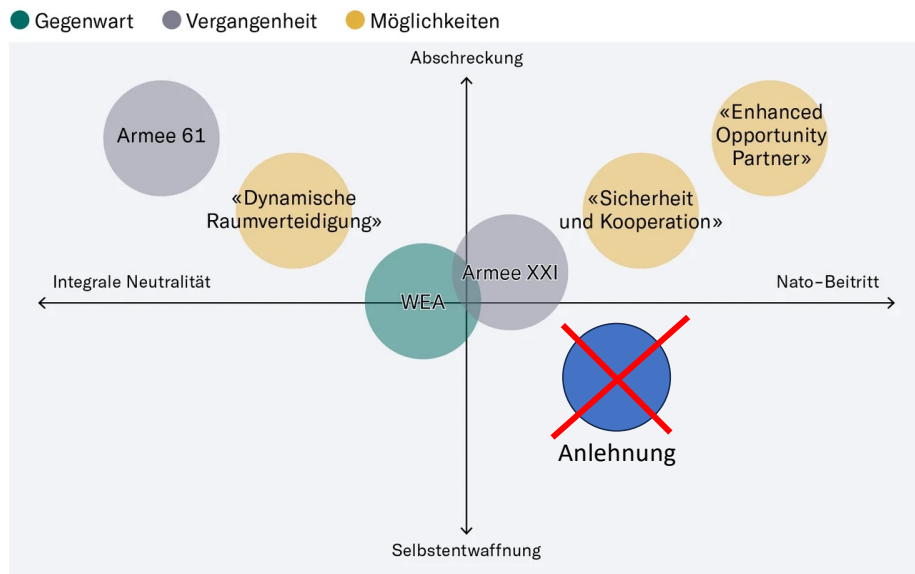 Gegenwart
Vergangenheit
Möglichkeiten
Abschreckung
«Enhanced
Opportunity
Partner»
Armee 61
«Dynamische
Raumverteidigung»
«Sicherheit
und Kooperation»
Armee XXI
Integrale Neutralität
Nato-Beitritt
WEA
Anlehnung
Selbstentwaffnung